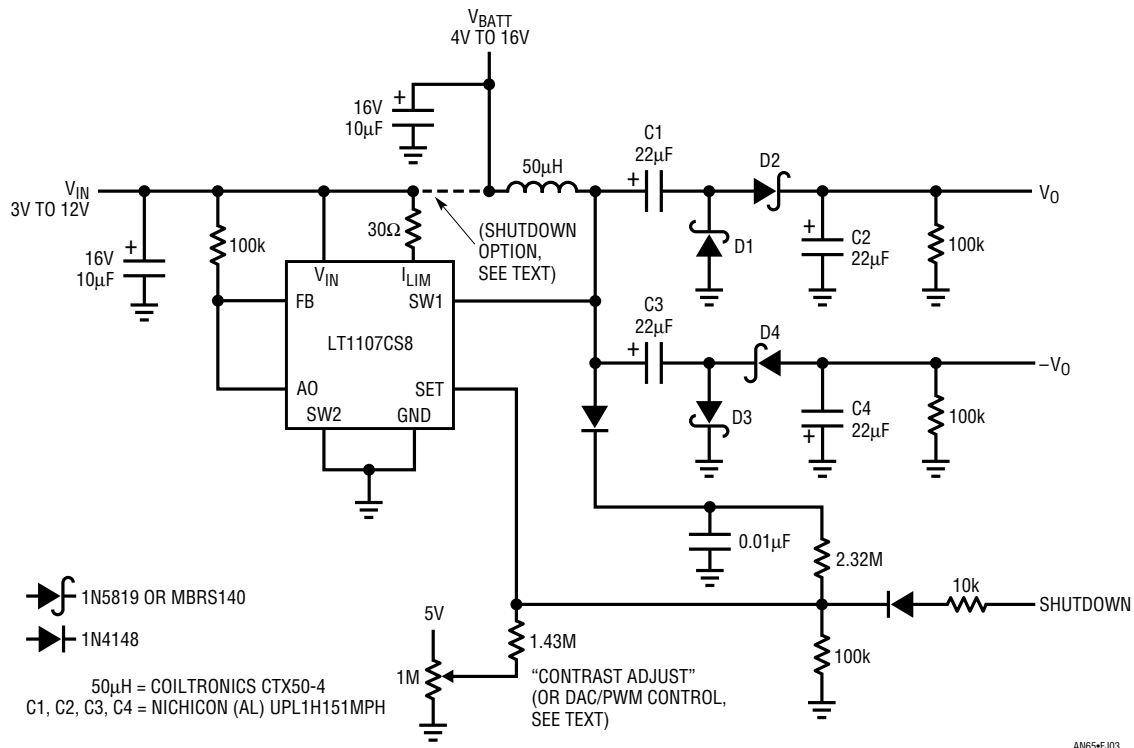 V_BATT
4V TO 16V
16V
10µF
+
V_IN
3V TO 12V
50µH
C1
22µF
+
D2
V_O
16V
10µF
+
100k
30Ω
(SHUTDOWN
OPTION,
SEE TEXT)
D1
+
C2
22µF
100k
V_IN
I_LIM
FB
SW1
LT1107CS8
AO
SET
SW2
GND
C3
22µF
+
D4
–V_O
D3
+
C4
22µF
100k
0.01µF
2.32M
10k
SHUTDOWN
100k
1N5819 OR MBRS140
1N4148
50µH = COILTRONICS CTX50-4
C1, C2, C3, C4 = NICHICON (AL) UPL1H151MPH
5V
1M
1.43M
"CONTRAST ADJUST"
(OR DAC/PWM CONTROL,
SEE TEXT)
AN65•FJ03